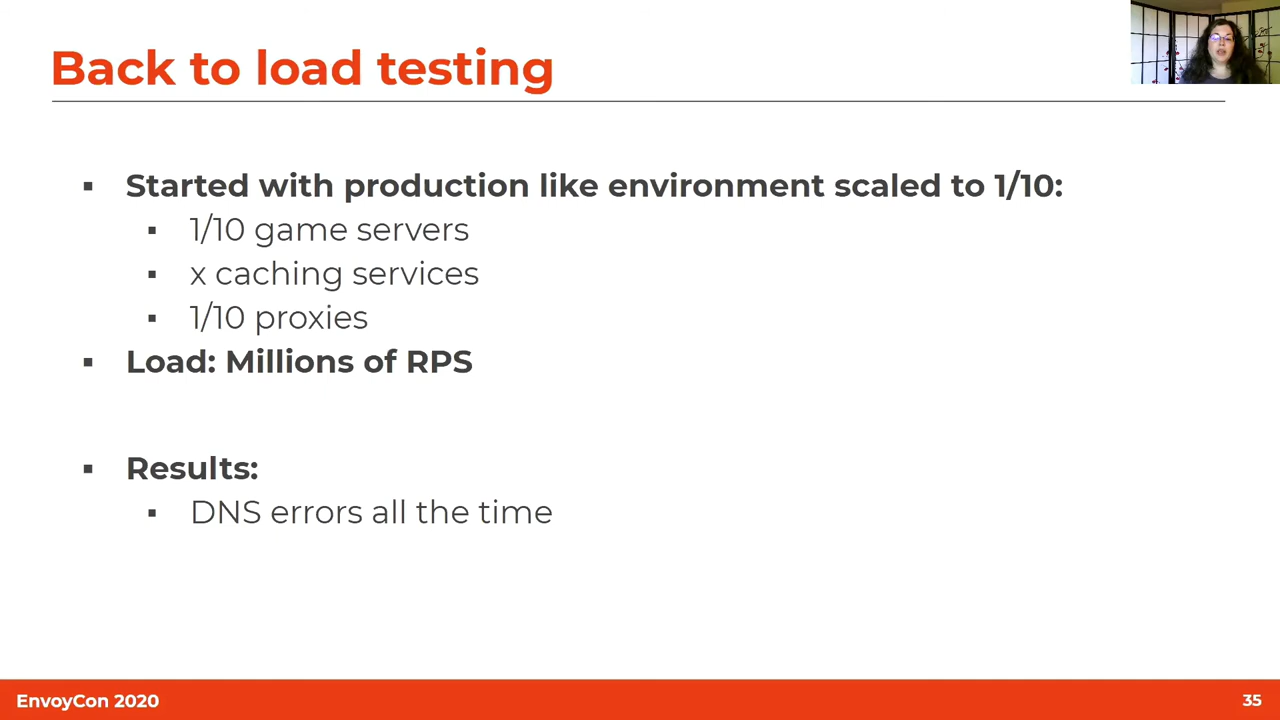 Back to load testing
▪ Started with production like environment scaled to 1/10:
▪ 1/10 game servers
▪ x caching services
▪ 1/10 proxies
▪ Load: Millions of RPS
▪ Results:
▪ DNS errors all the time
EnvoyCon 2020
35